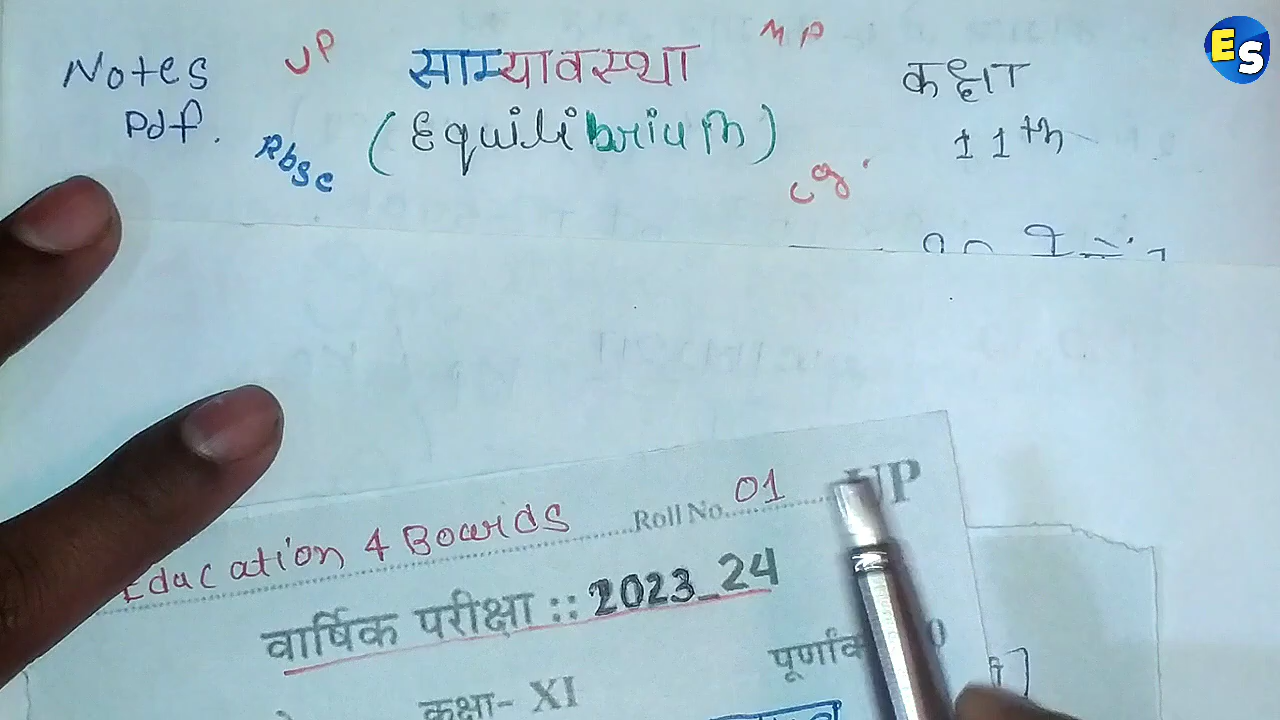 Notes UP साम्यावस्था MP कक्षा
Pdf. Rbse (Equilibrium) cg. 11th
Education 4 Boards Roll No. 01 UP
वार्षिक परीक्षा :: 2023_24
पूर्णांक
कक्षा- XI
ES